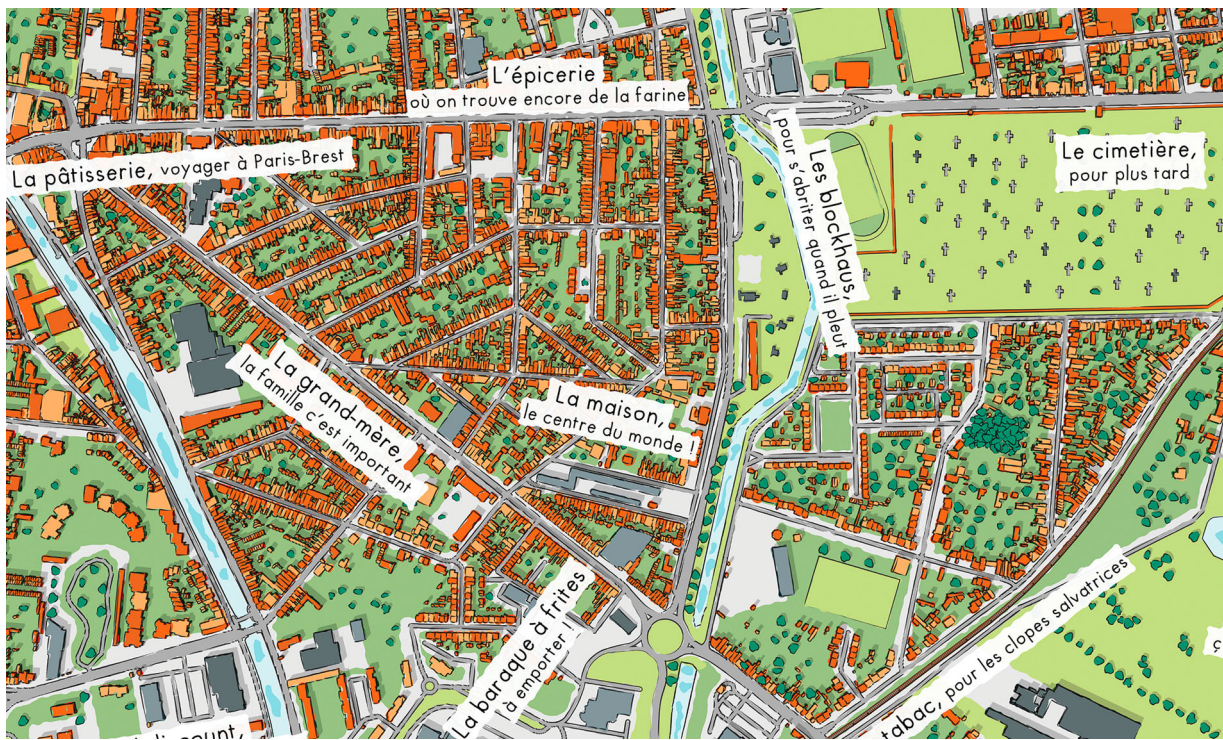 L'épicerie
où on trouve encore de la farine
La pâtisserie, voyager à Paris-Brest
Les blockhaus,
pour s'abriter quand il pleut
Le cimetière,
pour plus tard
La grand-mère,
la famille c'est important
La maison,
le centre du monde !
La baraque à frites
à emporter
tabac, pour les clopes salvatrices